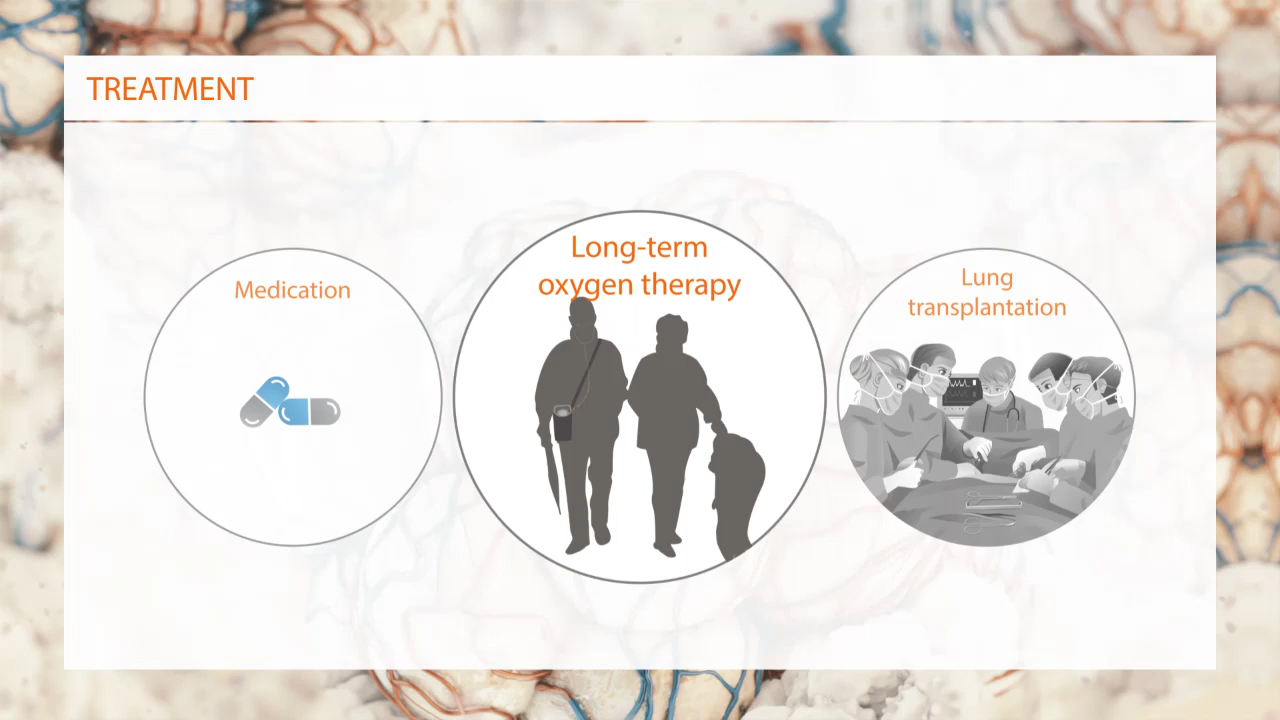 TREATMENT
Medication
Long-term
oxygen therapy
Lung
transplantation